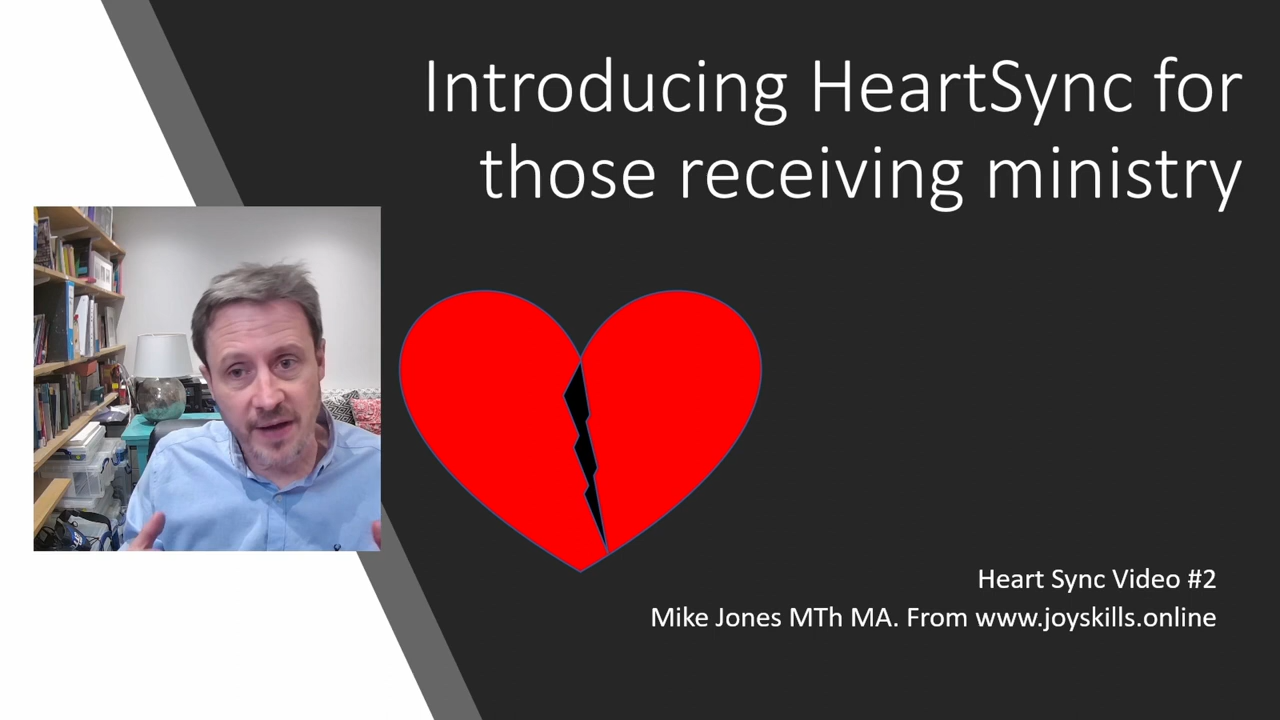 Introducing HeartSync for
those receiving ministry
Heart Sync Video #2
Mike Jones MTh MA. From www.joyskills.online